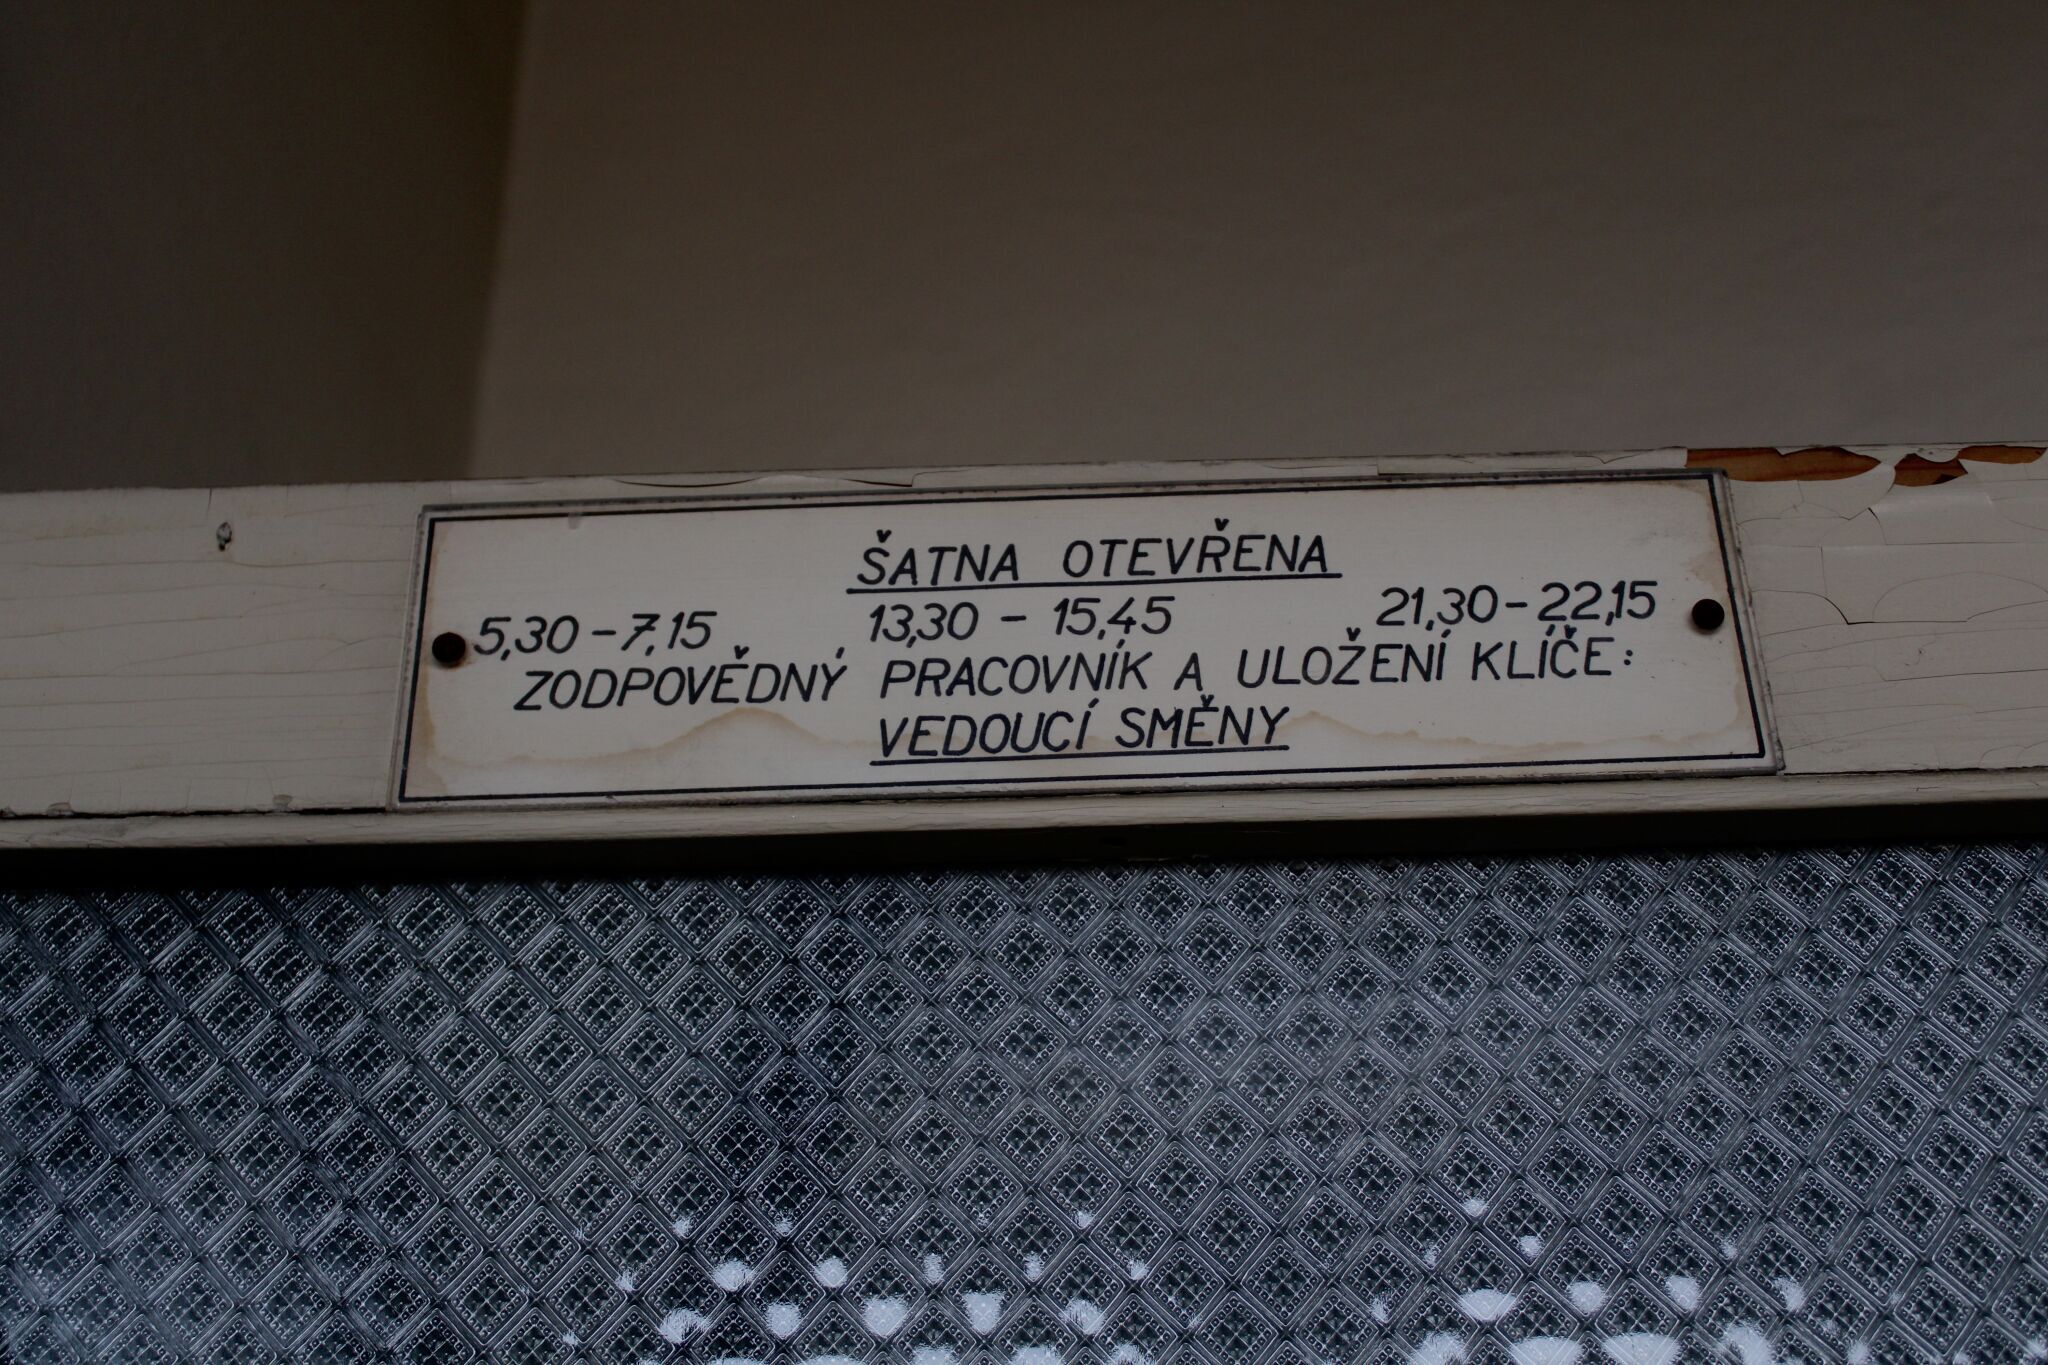 ŠATNA OTEVŘENA
5,30 – 7,15 13,30 – 15,45 21,30 – 22,15
ZODPOVĚDNÝ PRACOVNÍK A ULOŽENÍ KLÍČE:
VEDOUCÍ SMĚNY